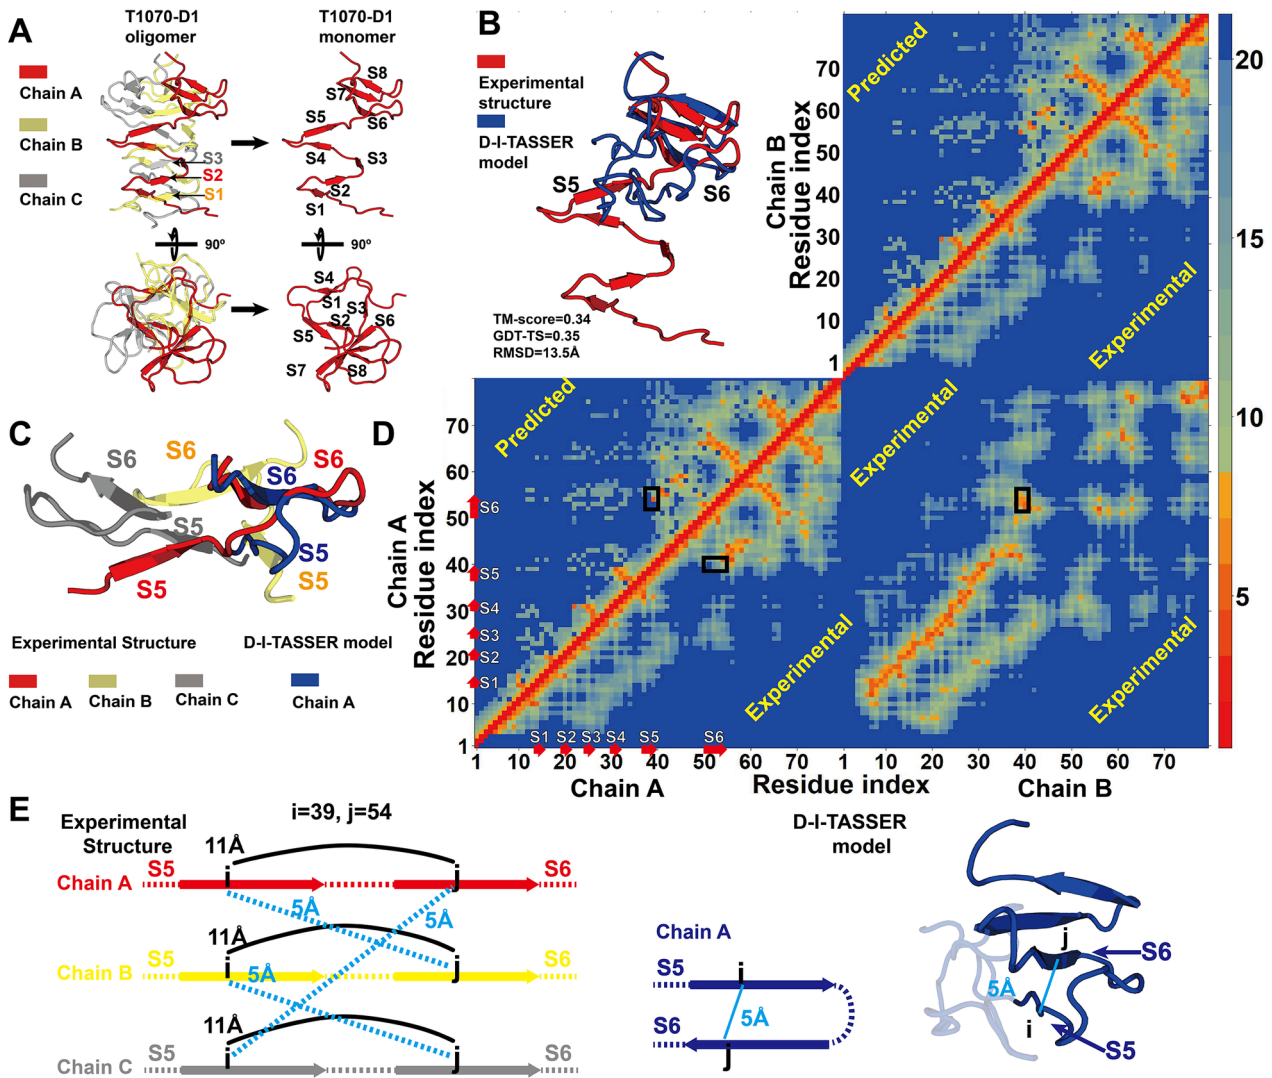 A
T1070-D1
oligomer
T1070-D1
monomer
Chain A
Chain B
Chain C
S3
S2
S1
S8
S7
S6
S5
S4
S3
S2
S1
90º
90º
S4
S1
S3
S2
S6
S5
S7
S8
B
Experimental
structure
D-I-TASSER
model
S5
S6
TM-score=0.34
GDT-TS=0.35
RMSD=13.5Å
C
S6
S6
S6
S6
S5
S5
S5
S5
Experimental Structure
D-I-TASSER model
Chain A
Chain B
Chain C
Chain A
D
Chain B
Residue index
70
60
50
40
30
20
10
1
Predicted
Experimental
20
15
10
5
Chain A
Residue index
70
60
50
40
30
20
10
1
S6
S5
S4
S3
S2
S1
Predicted
Experimental
Experimental
Experimental
S1 S2 S3 S4 S5 S6
1 10 20 30 40 50 60 70 1 10 20 30 40 50 60 70
Chain A
Residue index
Chain B
E
Experimental
Structure
i=39, j=54
S5
11Å
S6
Chain A
i
j
5Å
5Å
11Å
Chain B
i
j
5Å
11Å
S5
S6
Chain C
i
j
D-I-TASSER
model
Chain A
S5
i
S6
5Å
j
j
S6
5Å
i
S5